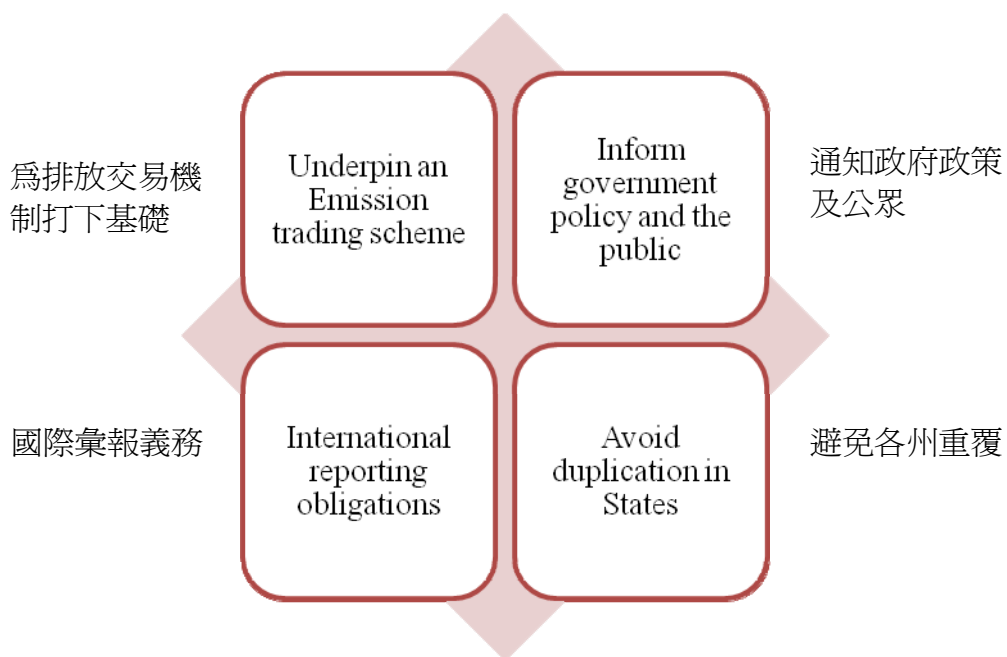 爲排放交易機
制打下基礎
Underpin an
Emission
trading scheme
Inform
government
policy and the
public
通知政府政策
及公眾
國際彙報義務
International
reporting
obligations
Avoid
duplication in
States
避免各州重覆